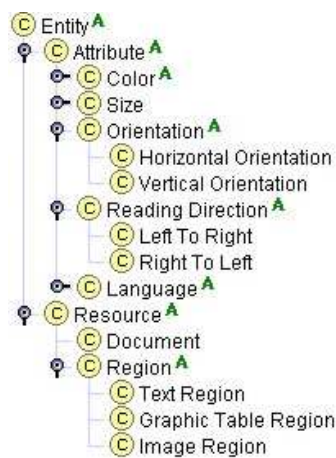 C Entity A
C Attribute A
C Color A
C Size
C Orientation A
C Horizontal Orientation
C Vertical Orientation
C Reading Direction A
C Left To Right
C Right To Left
C Language A
C Resource A
C Document
C Region A
C Text Region
C Graphic Table Region
C Image Region